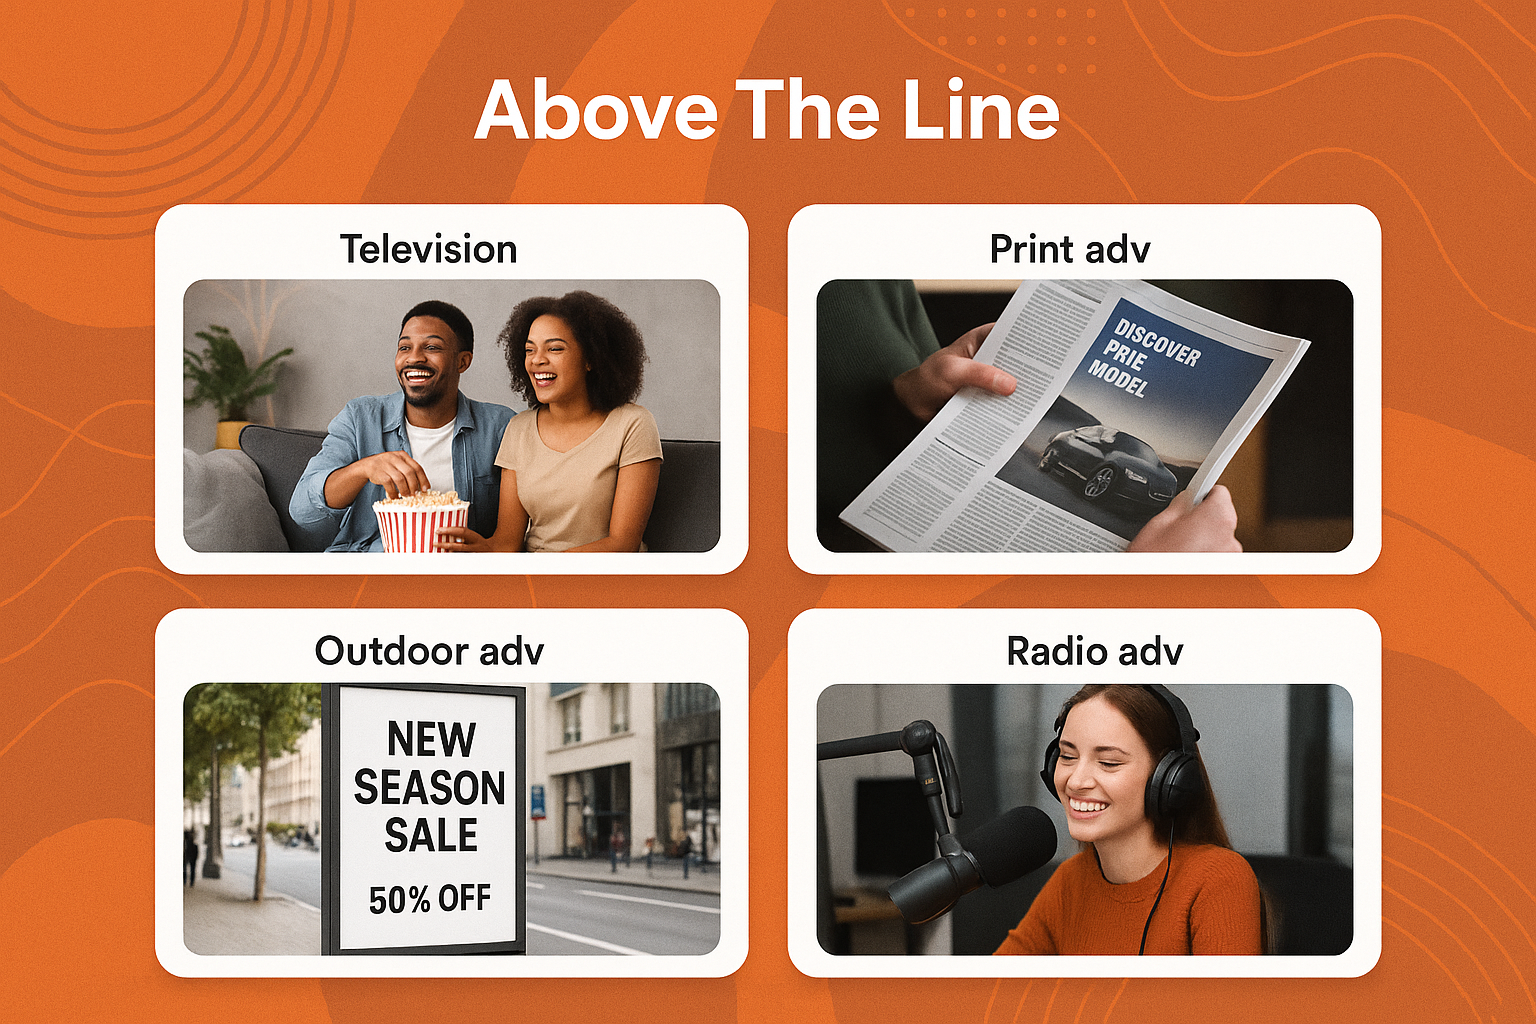 Above The Line
Television
Print adv
DISCOVER
PRIE
MODEL
Outdoor adv
NEW
SEASON
SALE
50% OFF
Radio adv